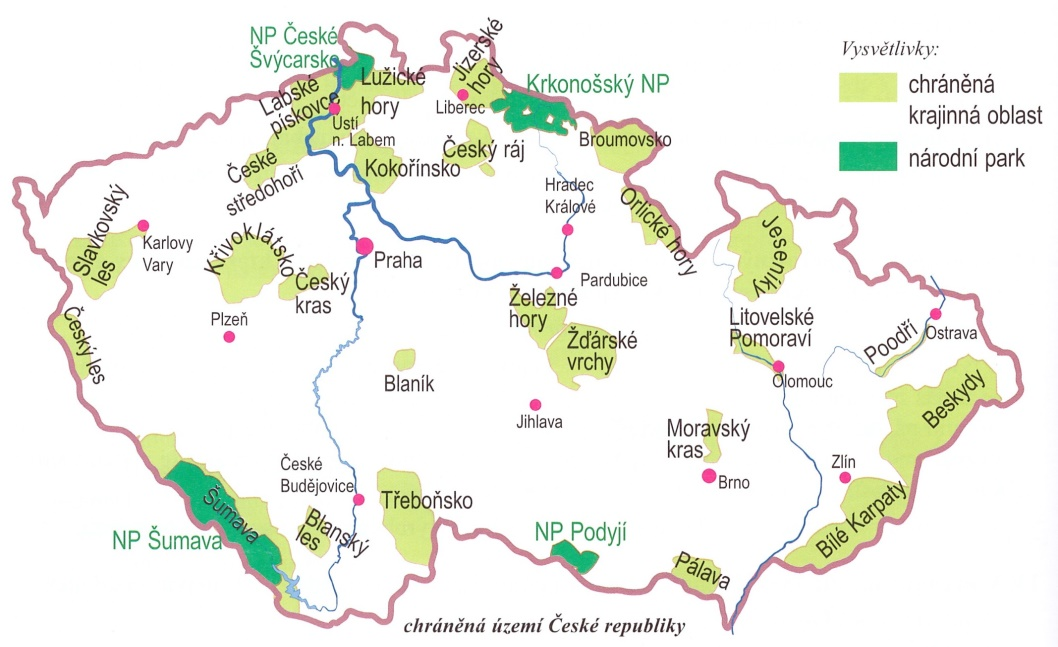 NP České
Švýcarsko
Labské
pískovce
Lužické
hory
Jizerské
hory
Liberec
Krkonošský NP
Ústí
n. Labem
České
středohoří
Kokořínsko
Český ráj
Broumovsko
Hradec
Králové
Orlické hory
Slavkovský
les
Karlovy
Vary
Křivoklátsko
Český
kras
Praha
Pardubice
Jeseníky
Plzeň
Český les
Železné
hory
Žďárské
vrchy
Litovelské
Pomoraví
Olomouc
Poodří
Ostrava
Blaník
Jihlava
Beskydy
Moravský
kras
Brno
Zlín
České
Budějovice
Třeboňsko
Šumava
NP Šumava
Blanský
les
NP Podyjí
Pálava
Bílé Karpaty
chráněná území České republiky
Vysvětlivky:
chráněná
krajinná oblast
národní park